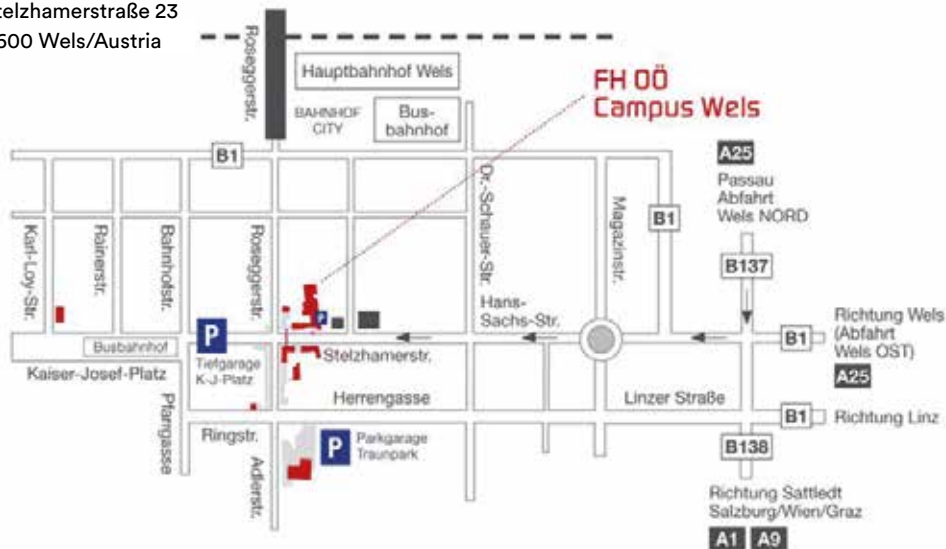 telzhamerstraße 23
600 Wels/Austria
Roseggerstr.
Hauptbahnhof Wels
BAHNHOF
CITY
Bus-
bahnhof
FH OÖ
Campus Wels
B1
A25
Passau
Abfahrt
Wels NORD
B1
B137
Karl-Loy-Str.
Rainerstr.
Bahnhofstr.
Roseggerstr.
Dr.-Schauer-Str.
Magazinstr.
Hans-
Sachs-Str.
P
P
Busbahnhof
Tiefgarage
K-J-Platz
Stelzhamerstr.
B1
Richtung Wels
(Abfahrt
Wels OST)
A25
Kaiser-Josef-Platz
Herrengasse
Linzer Straße
B1
Richtung Linz
Pfarrgasse
Ringstr.
Adlerstr.
P
Parkgarage
Traunpark
B138
Richtung Sattledt
Salzburg/Wien/Graz
A1
A9